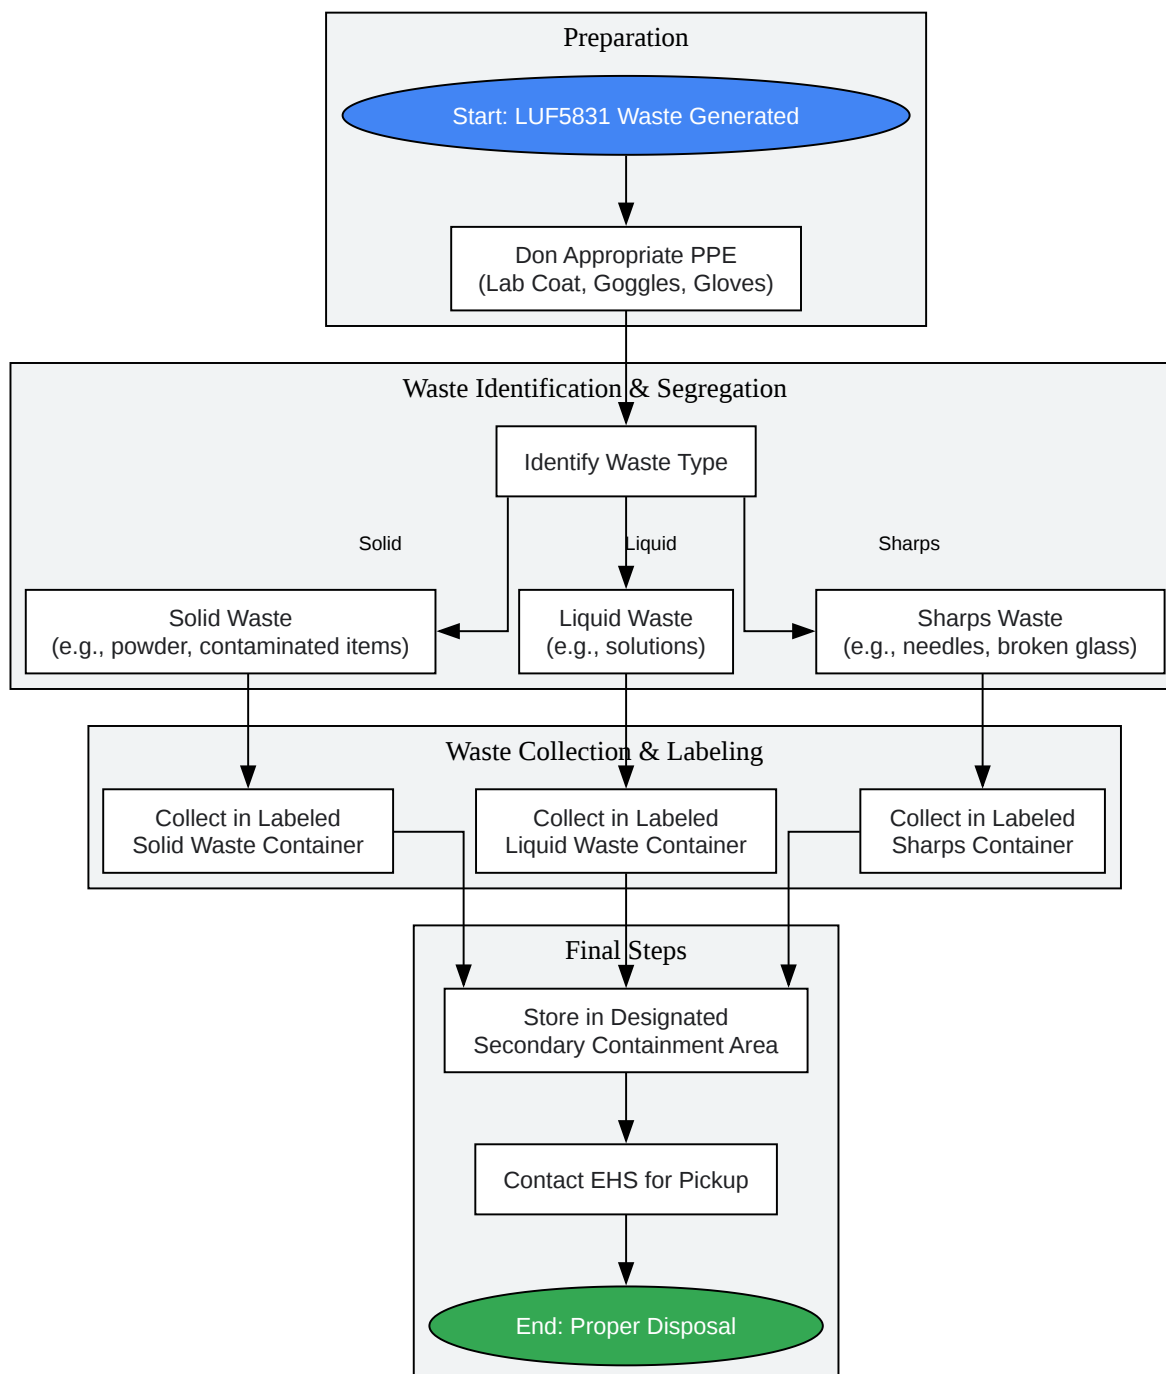 Preparation
Start: LUF5831 Waste Generated
Don Appropriate PPE
(Lab Coat, Goggles, Gloves)
Waste Identification & Segregation
Identify Waste Type
Solid
Liquid
Sharps
Solid Waste
(e.g., powder, contaminated items)
Liquid Waste
(e.g., solutions)
Sharps Waste
(e.g., needles, broken glass)
Waste Collection & Labeling
Collect in Labeled
Solid Waste Container
Collect in Labeled
Liquid Waste Container
Collect in Labeled
Sharps Container
Final Steps
Store in Designated
Secondary Containment Area
Contact EHS for Pickup
End: Proper Disposal